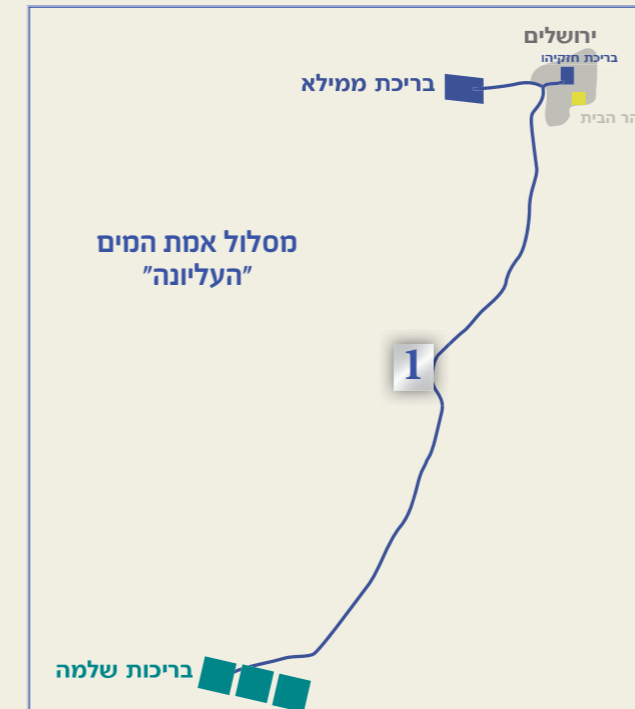 ירושלים
בריכת חזקיהו
בריכת ממילא
הר הבית
מסלול אמת המים
"העליונה"
1
בריכות שלמה